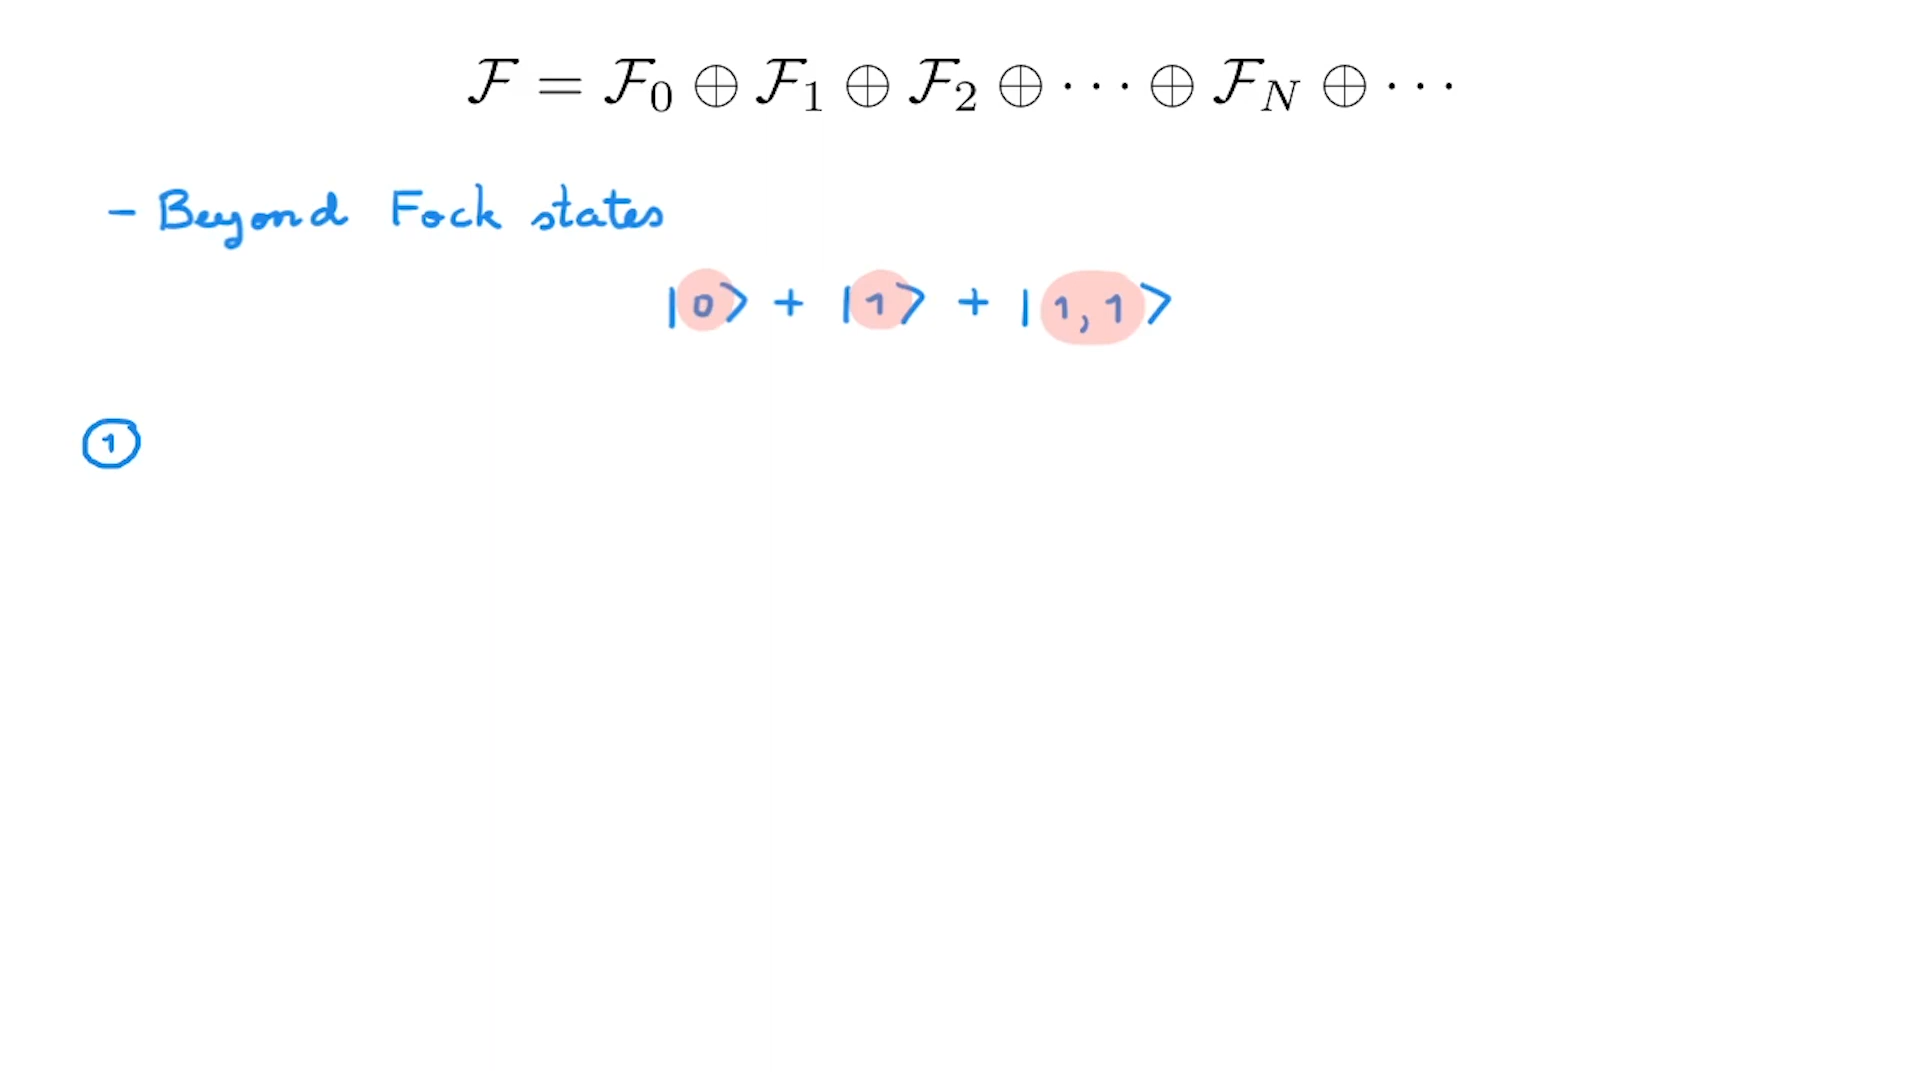 ℱ = ℱ₀ ⊕ ℱ₁ ⊕ ℱ₂ ⊕ ⋯ ⊕ ℱ_N ⊕ ⋯
- Beyond Fock states
|0⟩ + |1⟩ + |1,1⟩
①